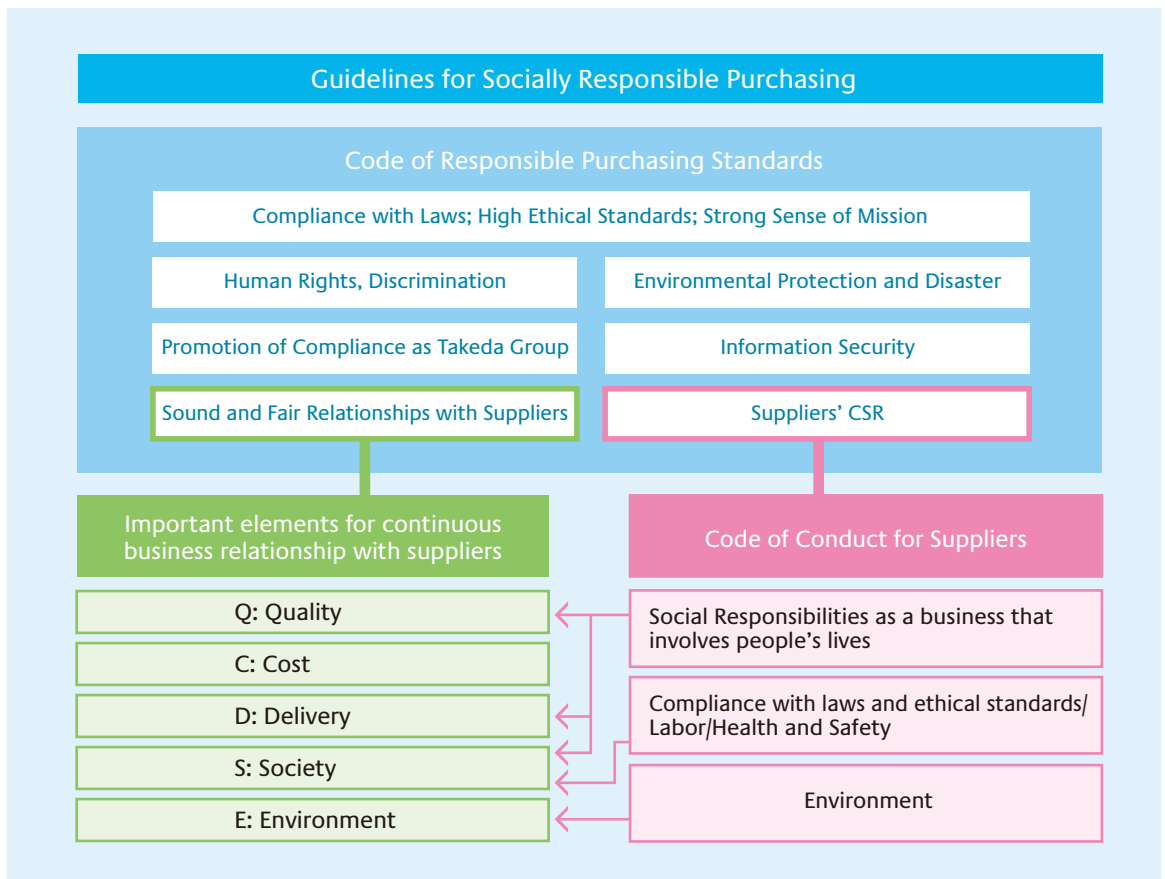 Guidelines for Socially Responsible Purchasing
Code of Responsible Purchasing Standards
Compliance with Laws; High Ethical Standards; Strong Sense of Mission
Human Rights, Discrimination
Environmental Protection and Disaster
Promotion of Compliance as Takeda Group
Information Security
Sound and Fair Relationships with Suppliers
Suppliers’ CSR
Important elements for continuous
business relationship with suppliers
Q: Quality
C: Cost
D: Delivery
S: Society
E: Environment
Code of Conduct for Suppliers
Social Responsibilities as a business that
involves people’s lives
Compliance with laws and ethical standards/
Labor/Health and Safety
Environment